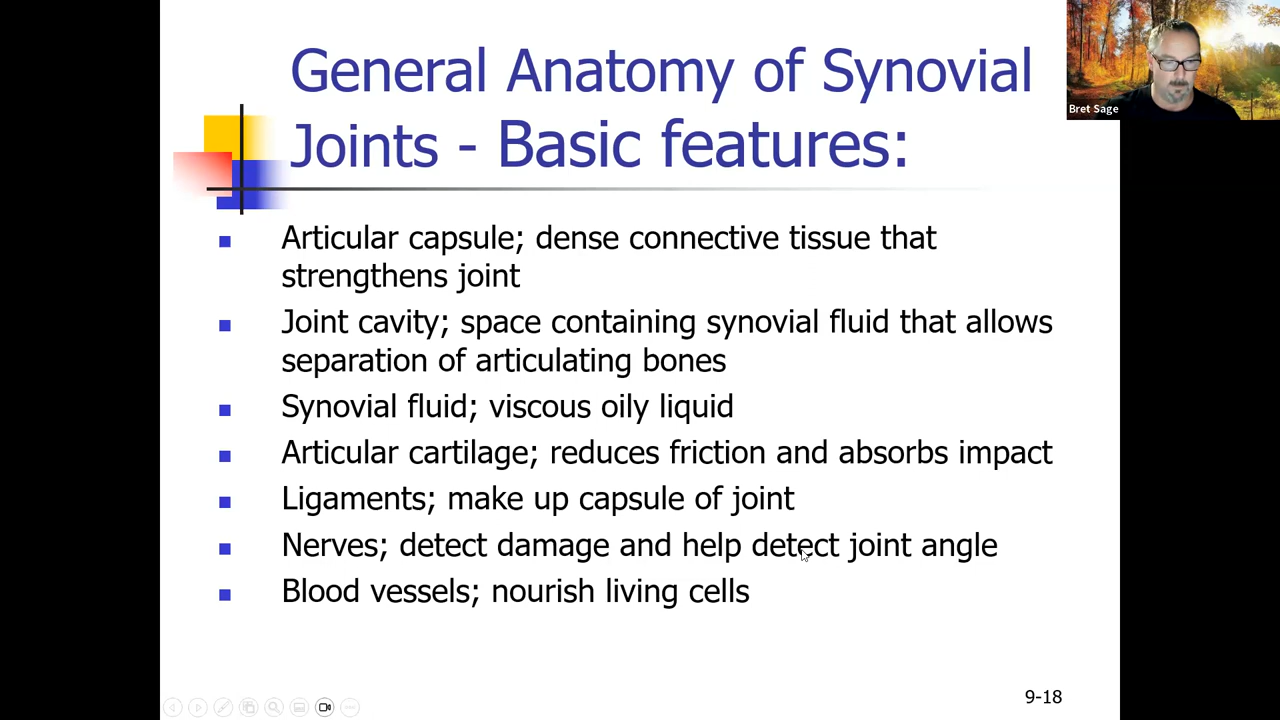 General Anatomy of Synovial
Joints - Basic features:
Bret Sage
Articular capsule; dense connective tissue that
strengthens joint
Joint cavity; space containing synovial fluid that allows
separation of articulating bones
Synovial fluid; viscous oily liquid
Articular cartilage; reduces friction and absorbs impact
Ligaments; make up capsule of joint
Nerves; detect damage and help detect joint angle
Blood vessels; nourish living cells
9-18